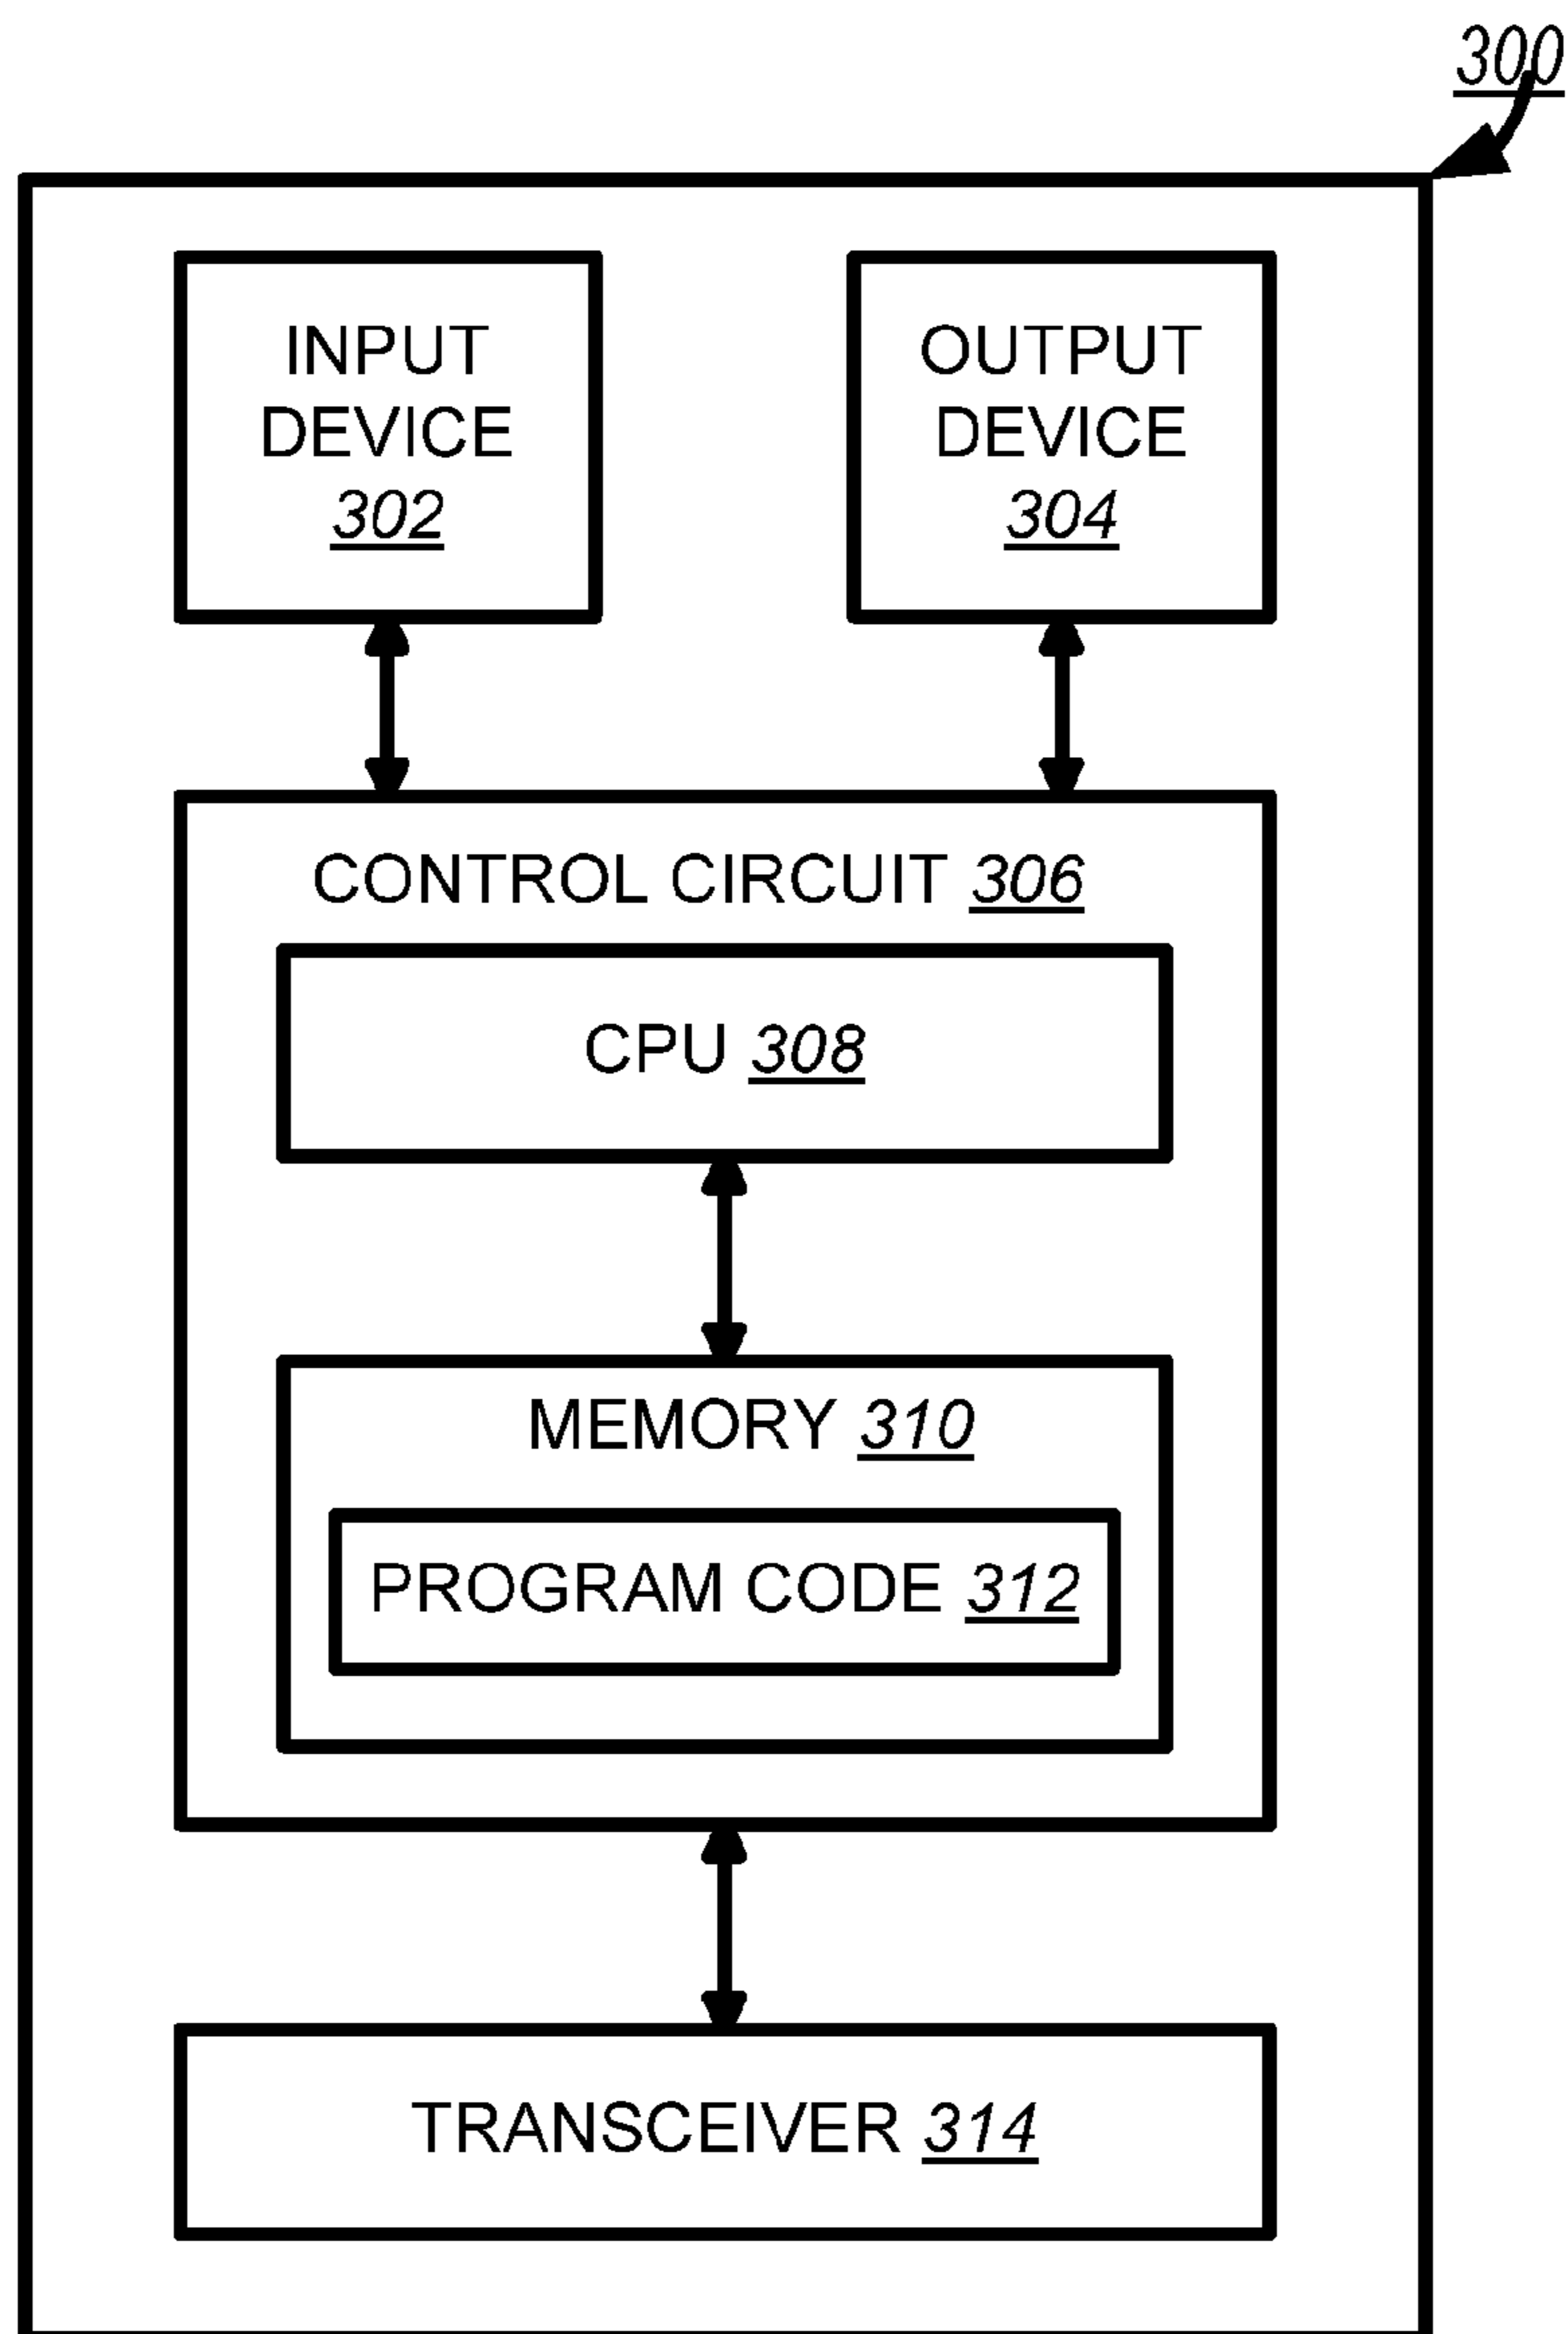 300
INPUT
DEVICE
302
OUTPUT
DEVICE
304
CONTROL CIRCUIT 306
CPU 308
MEMORY 310
PROGRAM CODE 312
TRANSCEIVER 314